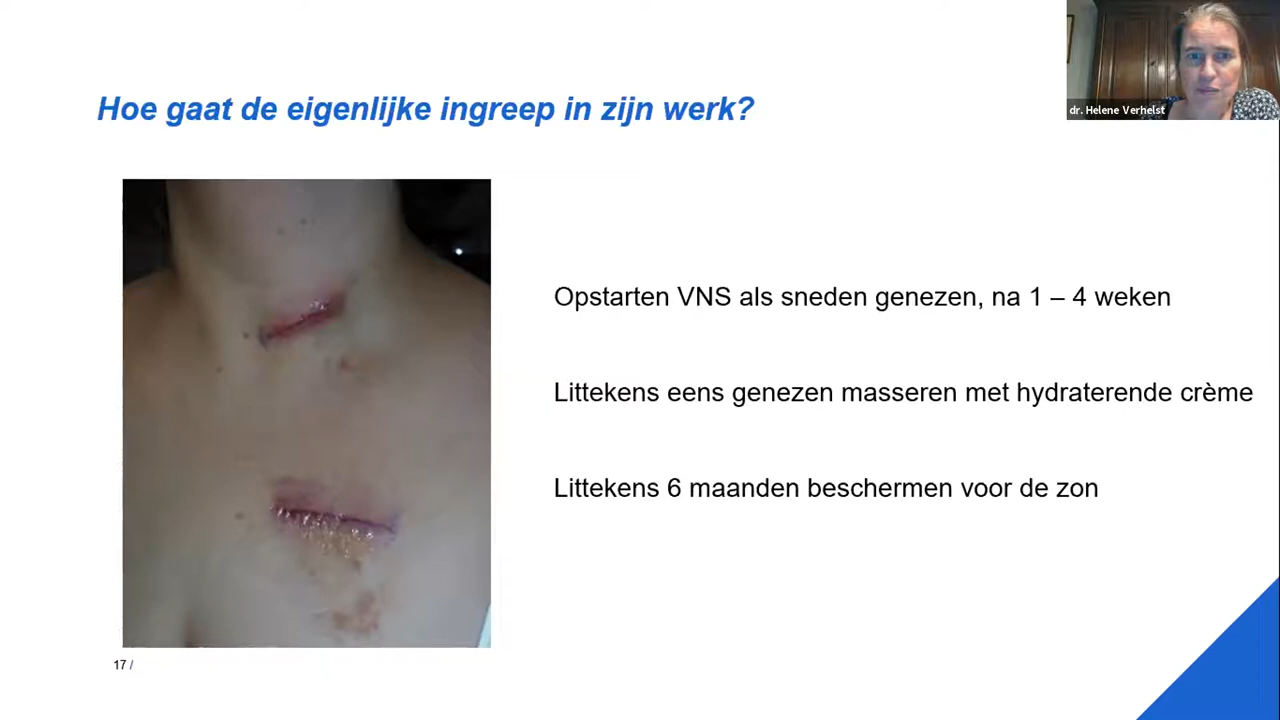 dr. Helene Verhelst
Hoe gaat de eigenlijke ingreep in zijn werk?
Opstarten VNS als sneden genezen, na 1 – 4 weken
Littekens eens genezen masseren met hydraterende crème
Littekens 6 maanden beschermen voor de zon
17 /